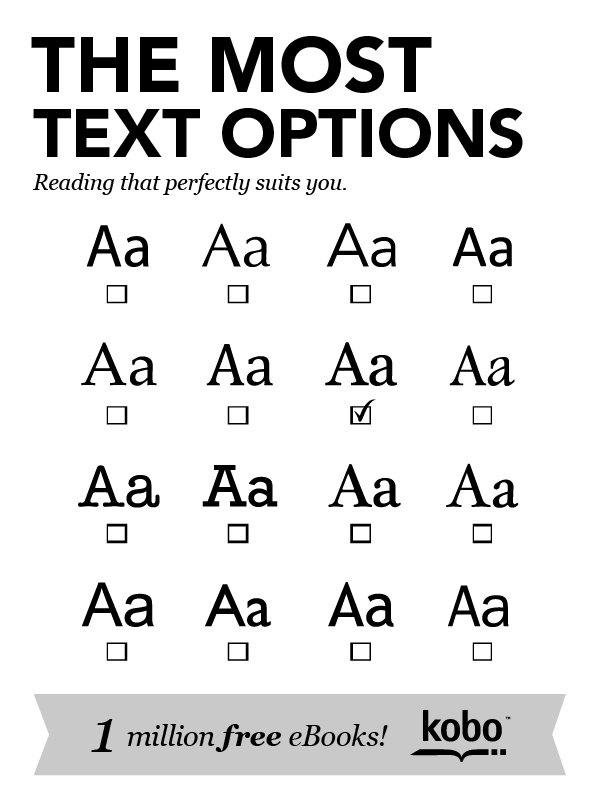 THE MOST
TEXT OPTIONS
Reading that perfectly suits you.
Aa Aa Aa Aa
Aa Aa Aa Aa
Aa Aa Aa Aa
Aa Aa Aa Aa
1 million free eBooks! kobo™